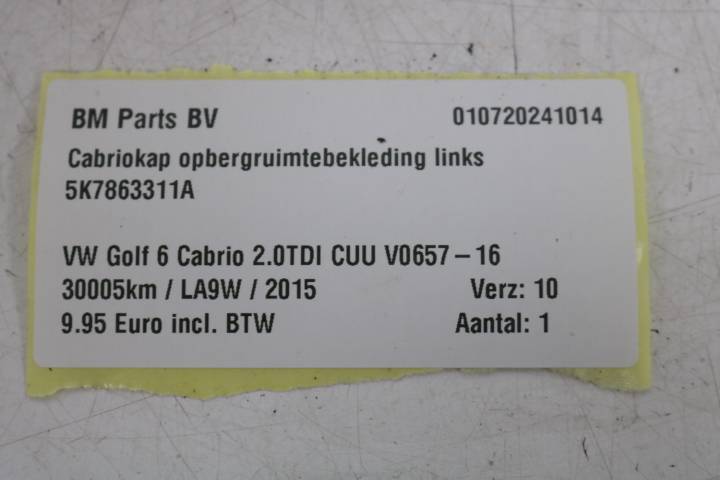 BM Parts BV 010720241014
Cabriokap opbergruimtebekleding links
5K7863311A
VW Golf 6 Cabrio 2.0TDI CUU V0657-16
30005km / LA9W / 2015 Verz: 10
9.95 Euro incl. BTW Aantal: 1